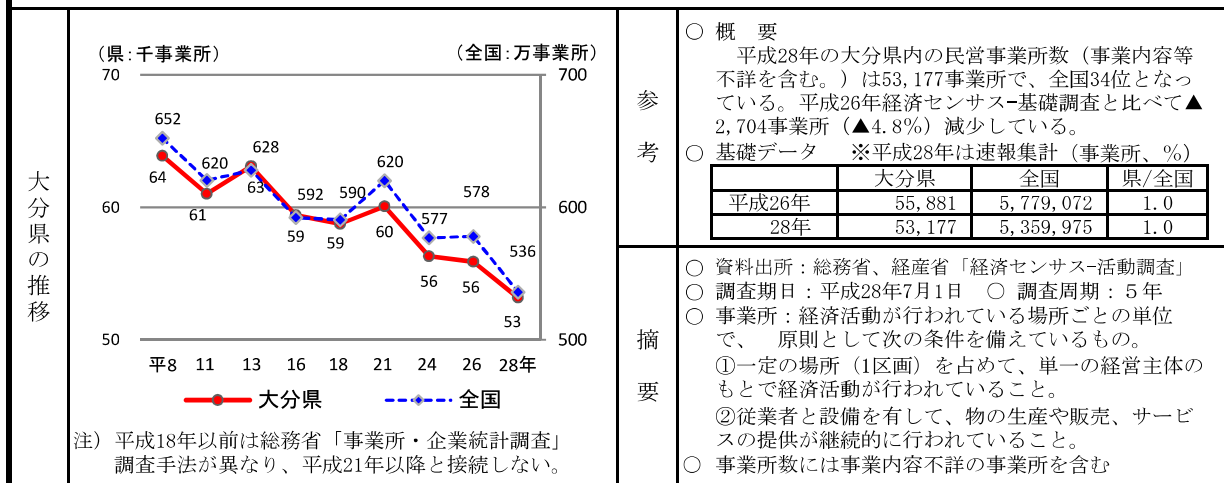 大分県の推移
（県：千事業所）
（全国：万事業所）
70
700
652
64
620
61
628
63
592
59
590
59
620
60
577
56
578
56
536
53
60
600
50
500
平8 11 13 16 18 21 24 26 28年
大分県 全国
注）平成18年以前は総務省「事業所・企業統計調査」
調査手法が異なり、平成21年以降と接続しない。
参考
○ 概　要
平成28年の大分県内の民営事業所数（事業内容等
不詳を含む。）は53,177事業所で、全国34位となっ
ている。平成26年経済センサス−基礎調査と比べて▲
2,704事業所（▲4.8％）減少している。
○ 基礎データ　※平成28年は速報集計（事業所、％）
大分県 全国 県/全国
平成26年 55,881 5,779,072 1.0
28年 53,177 5,359,975 1.0
摘要
○ 資料出所：総務省、経産省「経済センサス−活動調査」
○ 調査期日：平成28年7月1日　○ 調査周期：５年
○ 事業所：経済活動が行われている場所ごとの単位
で、　原則として次の条件を備えているもの。
①一定の場所（1区画）を占めて、単一の経営主体の
もとで経済活動が行われていること。
②従業者と設備を有して、物の生産や販売、サービ
スの提供が継続的に行われていること。
○ 事業所数には事業内容不詳の事業所を含む